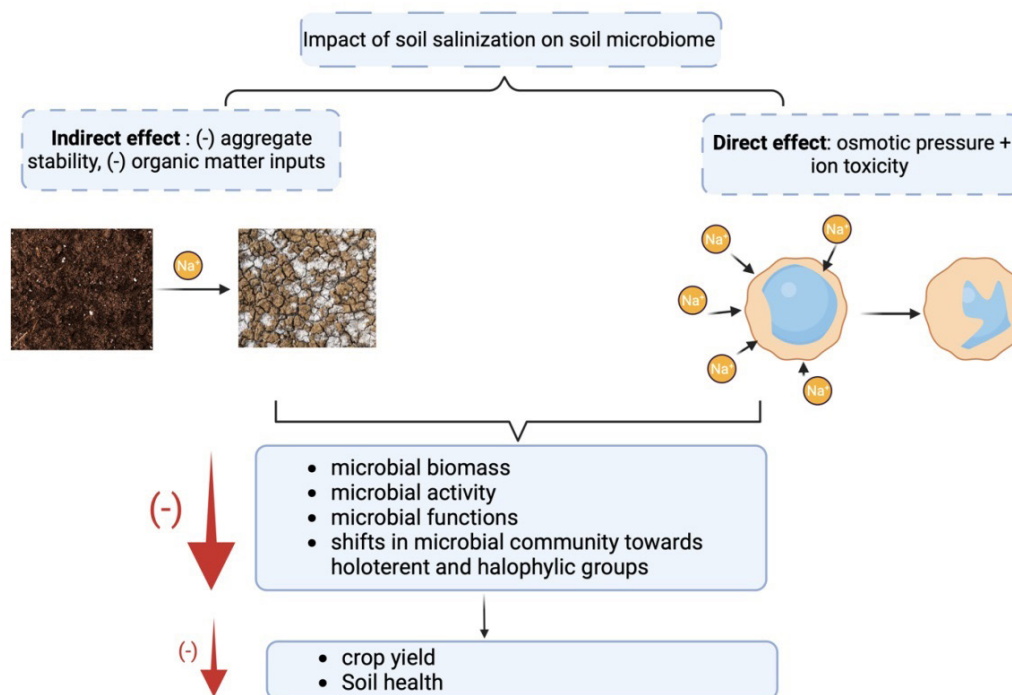 Impact of soil salinization on soil microbiome
Indirect effect : (-) aggregate
stability, (-) organic matter inputs
Direct effect: osmotic pressure +
ion toxicity
Na⁺
Na⁺
Na⁺
Na⁺
Na⁺
Na⁺
(-)
• microbial biomass
• microbial activity
• microbial functions
• shifts in microbial community towards
holoterent and halophylic groups
(-)
• crop yield
• Soil health